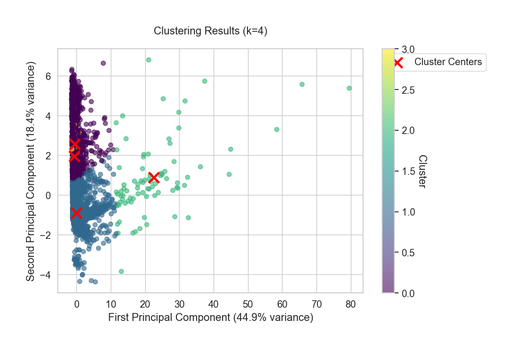 Clustering Results (k=4)
Second Principal Component (18.4% variance)
6
4
2
0
−2
−4
0 10 20 30 40 50 60 70 80
First Principal Component (44.9% variance)
3.0
2.5
2.0
1.5
1.0
0.5
0.0
Cluster
Cluster Centers